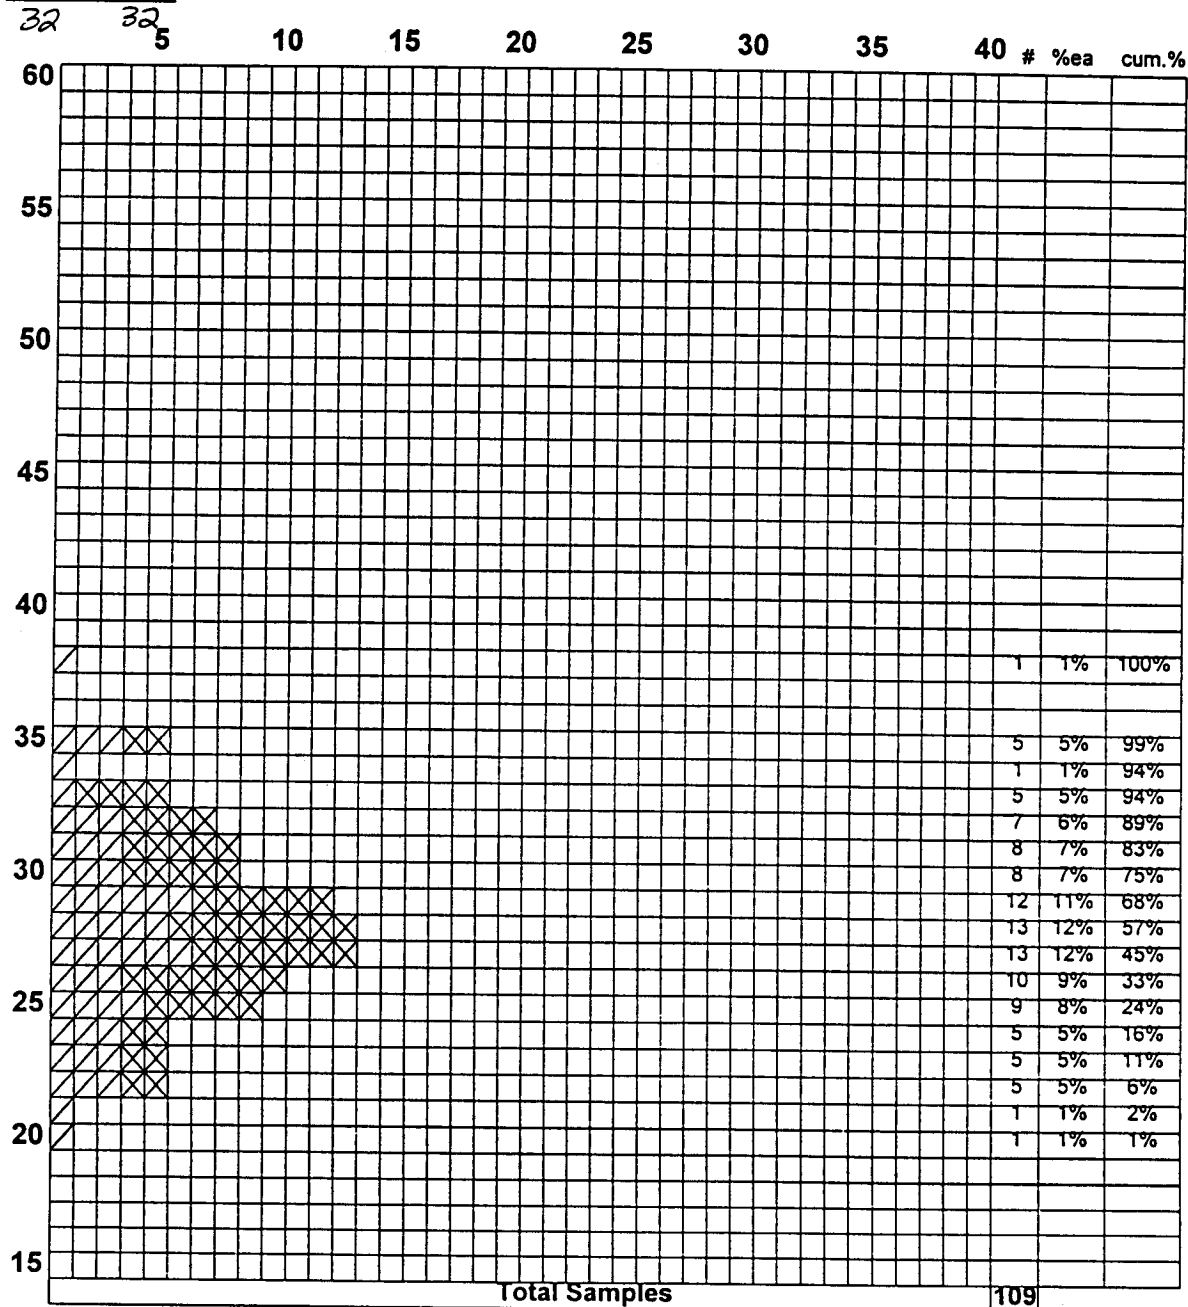 32 32
5 10 15 20 25 30 35 40 # %ea cum.%
60
55
50
45
40
1 1% 100%
35 5 5% 99%
1 1% 94%
5 5% 94%
7 6% 89%
8 7% 83%
30 8 7% 75%
12 11% 68%
13 12% 57%
13 12% 45%
10 9% 33%
25 9 8% 24%
5 5% 16%
5 5% 11%
5 5% 6%
1 1% 2%
20 1 1% 1%
15
Total Samples 109